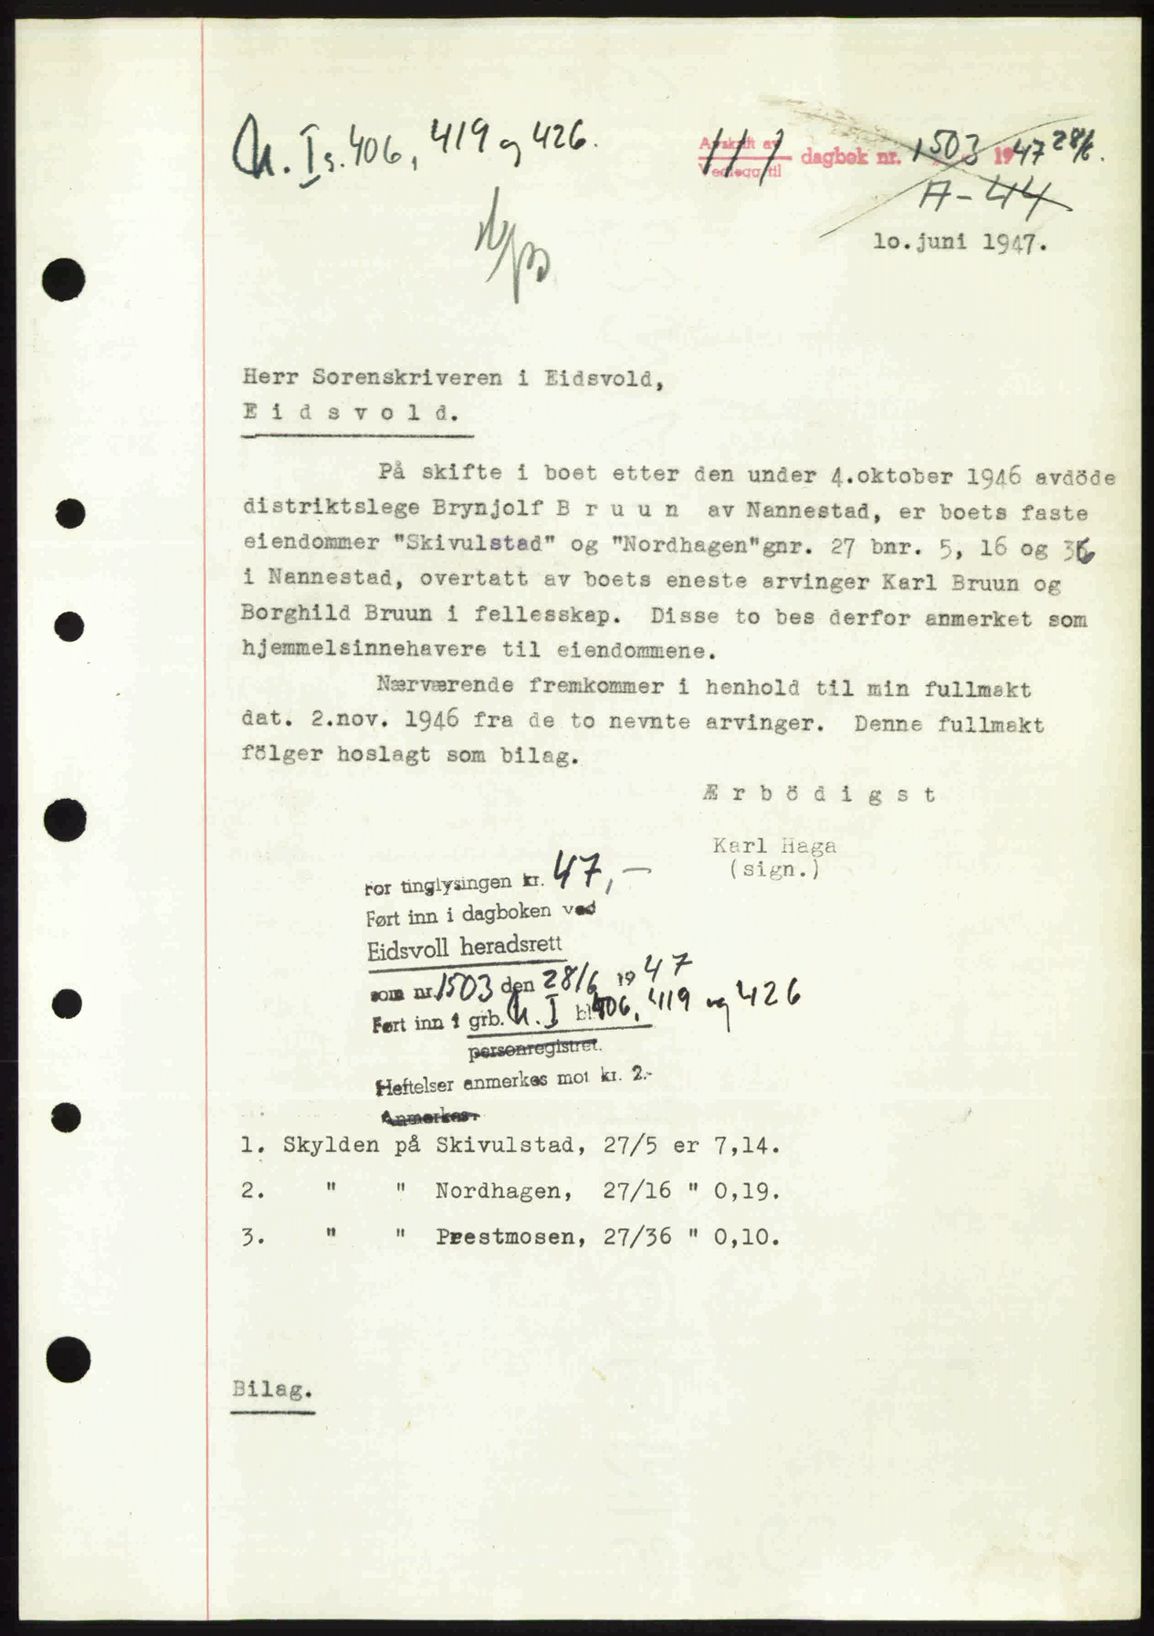 N. I s. 406, 419 og 426.
Avskrift av
Vedlegg til dagbok nr. 1503 1947 28/6.
A-44
10.juni 1947.
Herr Sorenskriveren i Eidsvold,
E i d s v o l d.
På skifte i boet etter den under 4.oktober 1946 avdöde
distriktslege Brynjolf B r u u n av Nannestad, er boets faste
eiendommer "Skivulstad" og "Nordhagen"gnr. 27 bnr. 5, 16 og 36
i Nannestad, overtatt av boets eneste arvinger Karl Bruun og
Borghild Bruun i fellesskap. Disse to bes derfor anmerket som
hjemmelsinnehavere til eiendommene.
Nærværende fremkommer i henhold til min fullmakt
dat. 2.nov. 1946 fra de to nevnte arvinger. Denne fullmakt
fölger hoslagt som bilag.
Æ r b ö d i g s t
Karl Haga
(sign.)
For tinglysingen kr. 47,-
Ført inn i dagboken ved
Eidsvoll heradsrett
som nr. 1503 den 28/6 1947
Ført inn i grb. N. I bl. 406, 419 og 426
personregistret.
Heftelser anmerkes mot kr. 2.-
Anmerkes:
1. Skylden på Skivulstad, 27/5 er 7,14.
2. " " Nordhagen, 27/16 " 0,19.
3. " " Prestmosen, 27/36 " 0,10.
Bilag.